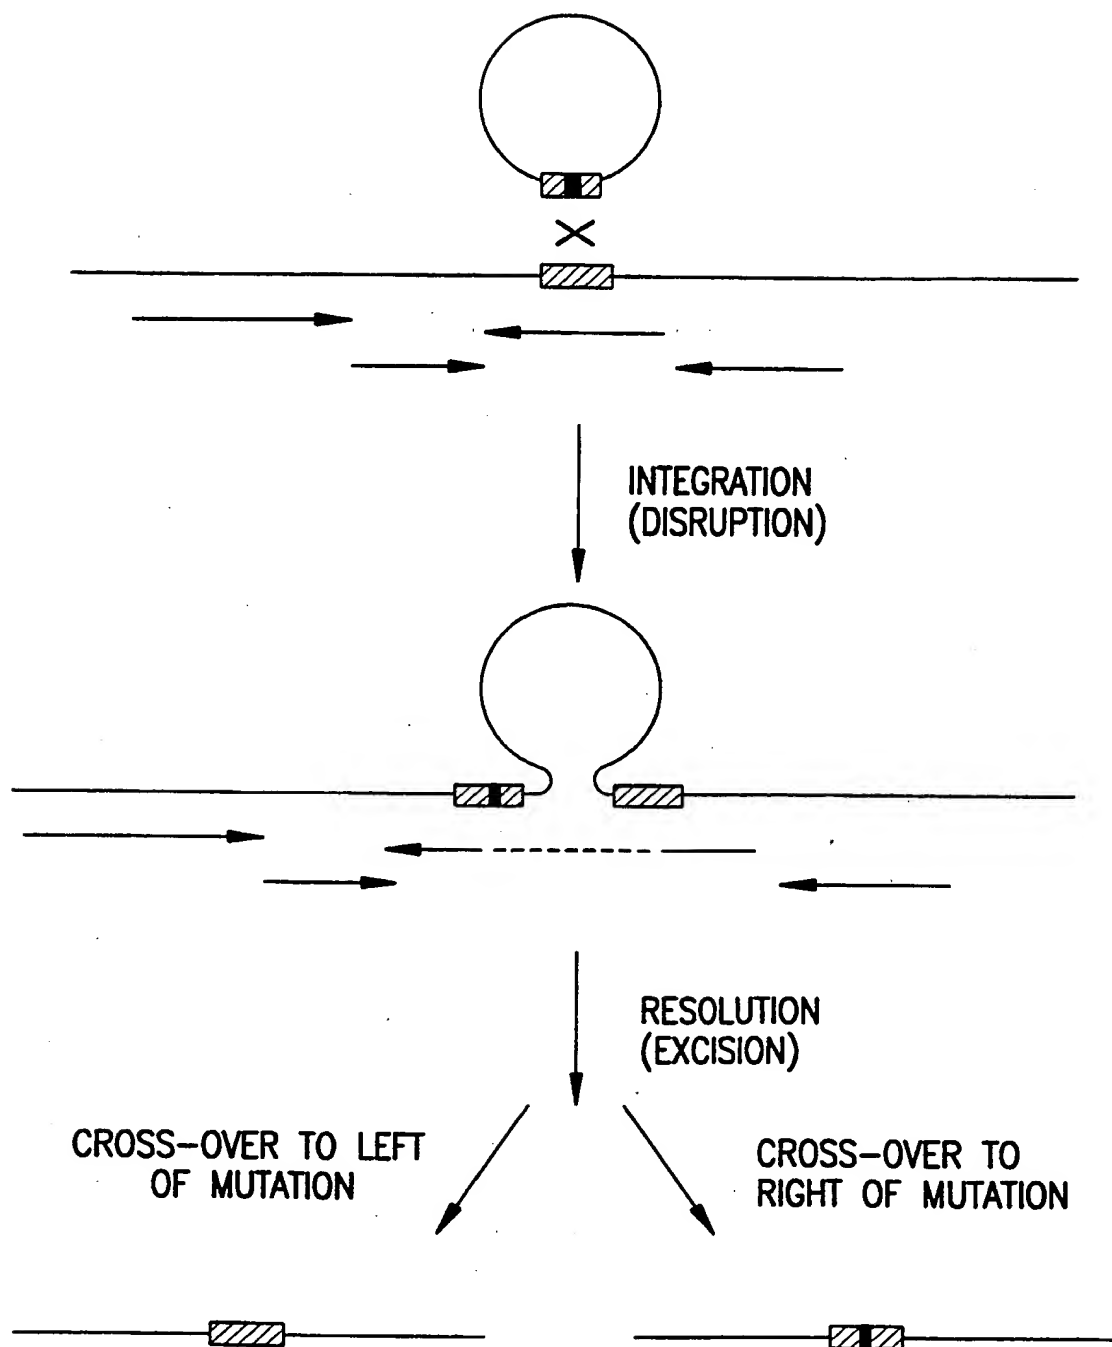 INTEGRATION
(DISRUPTION)
RESOLUTION
(EXCISION)
CROSS-OVER TO LEFT
OF MUTATION
CROSS-OVER TO
RIGHT OF MUTATION